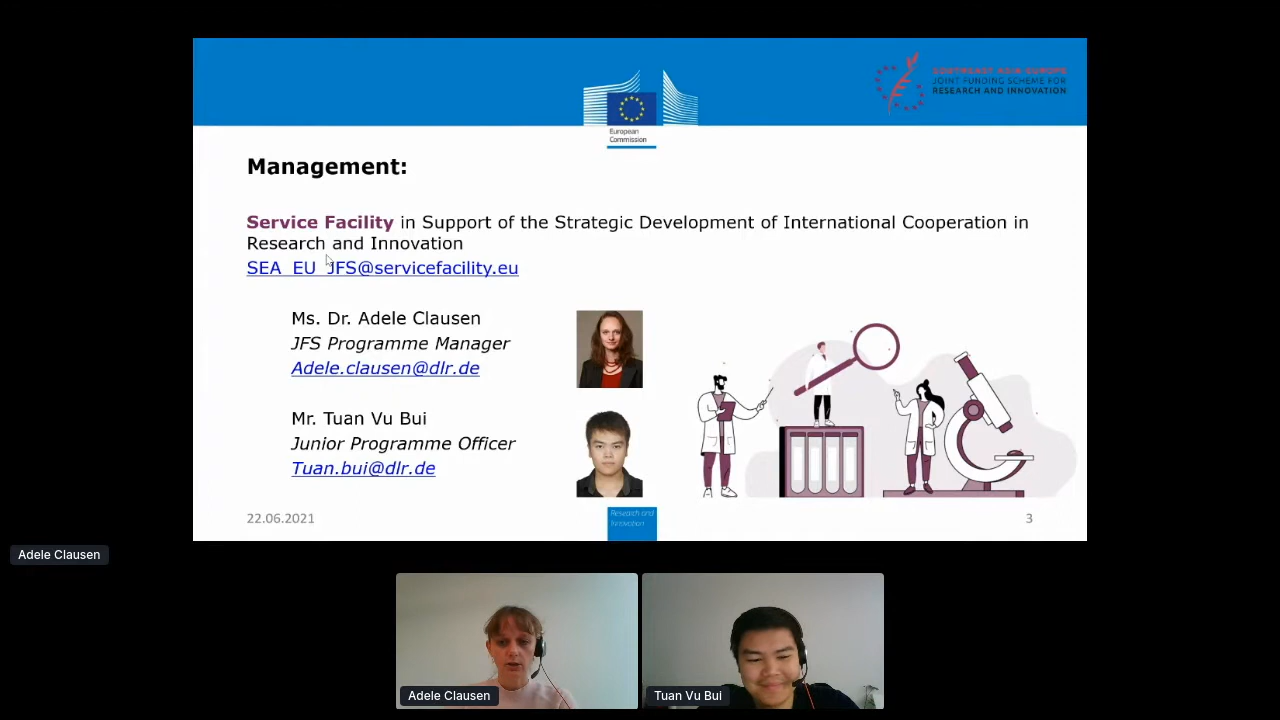 SOUTHEAST ASIA-EUROPE
JOINT FUNDING SCHEME FOR
RESEARCH AND INNOVATION
European
Commission
Management:
Service Facility in Support of the Strategic Development of International Cooperation in
Research and Innovation
SEA_EU_JFS@servicefacility.eu
Ms. Dr. Adele Clausen
JFS Programme Manager
Adele.clausen@dlr.de
Mr. Tuan Vu Bui
Junior Programme Officer
Tuan.bui@dlr.de
22.06.2021
Research and
Innovation
3
Adele Clausen
Adele Clausen
Tuan Vu Bui